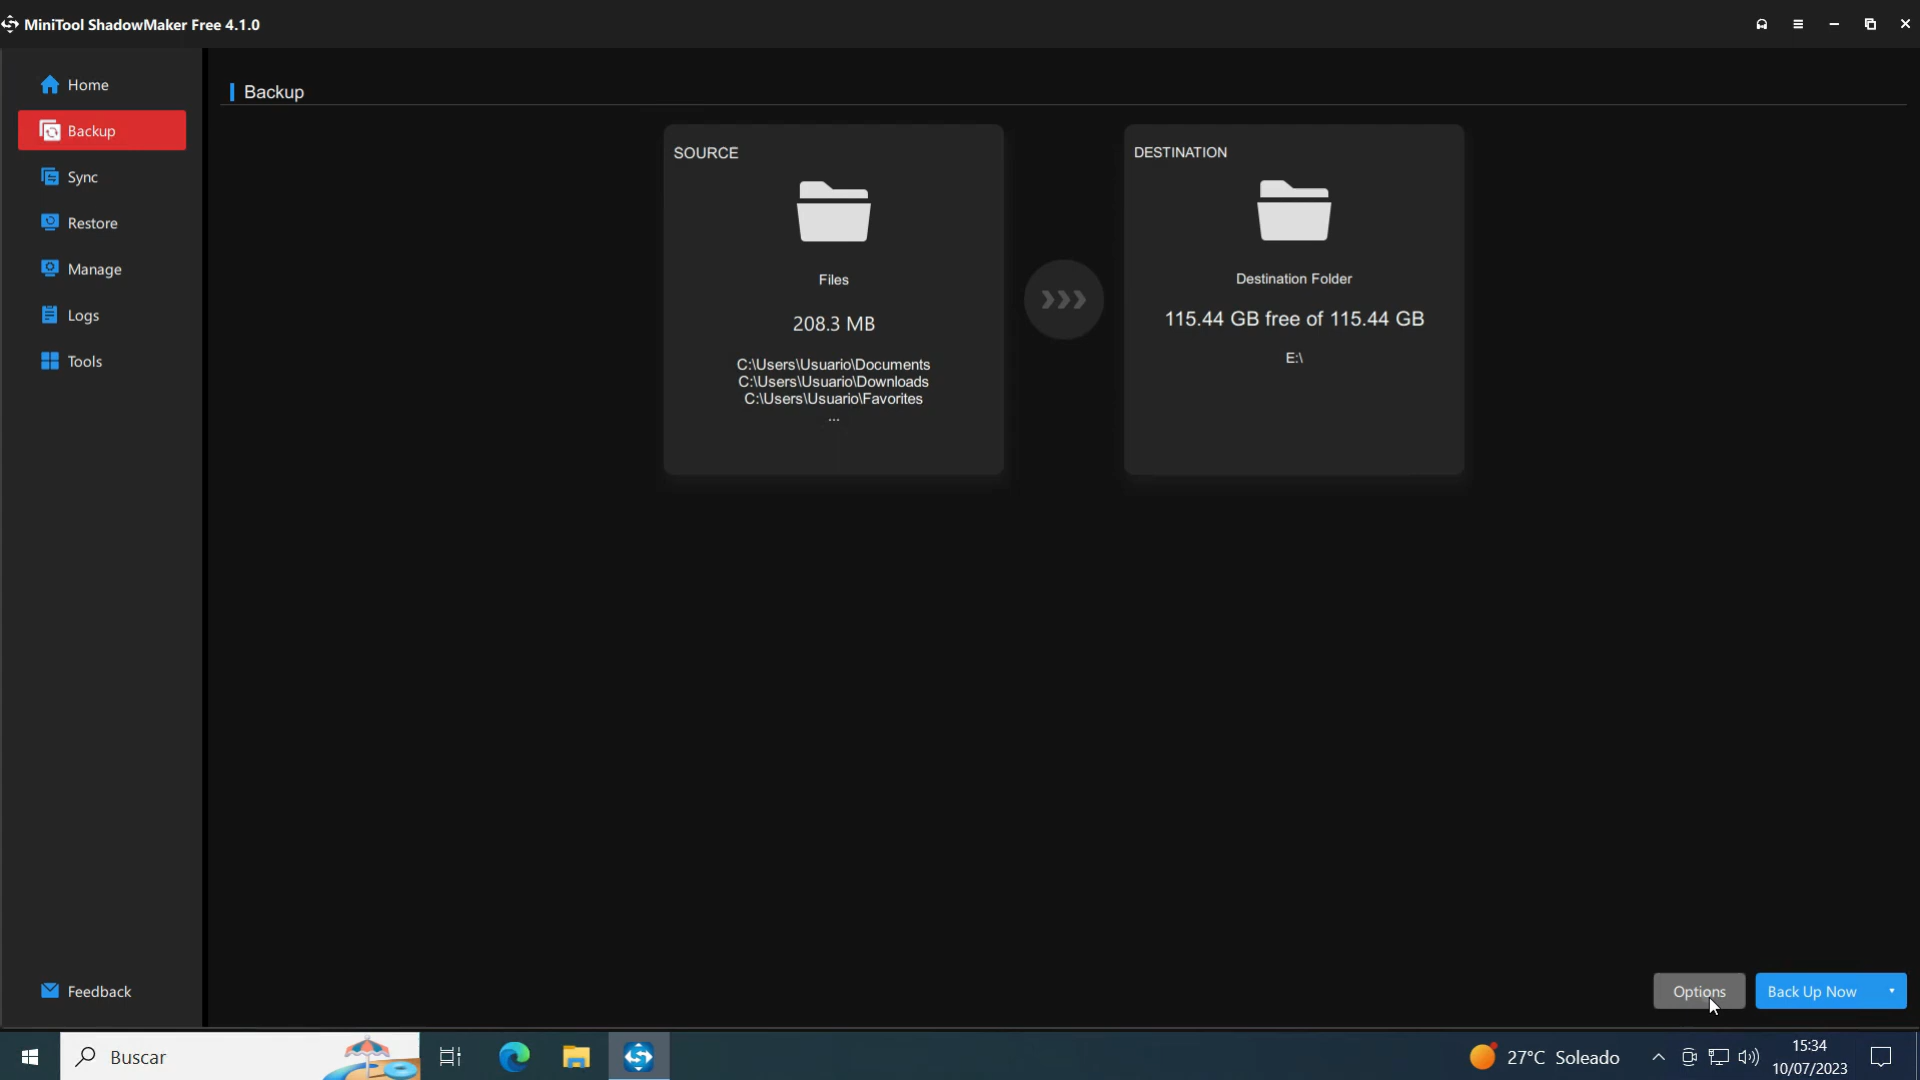 MiniTool ShadowMaker Free 4.1.0
Home
Backup
Sync
Restore
Manage
Logs
Tools
Feedback
Backup
SOURCE
Files
208.3 MB
C:\Users\Usuario\Documents
C:\Users\Usuario\Downloads
C:\Users\Usuario\Favorites
...
DESTINATION
Destination Folder
115.44 GB free of 115.44 GB
E:\
Options
Back Up Now
Buscar
27°C Soleado
15:34
10/07/2023